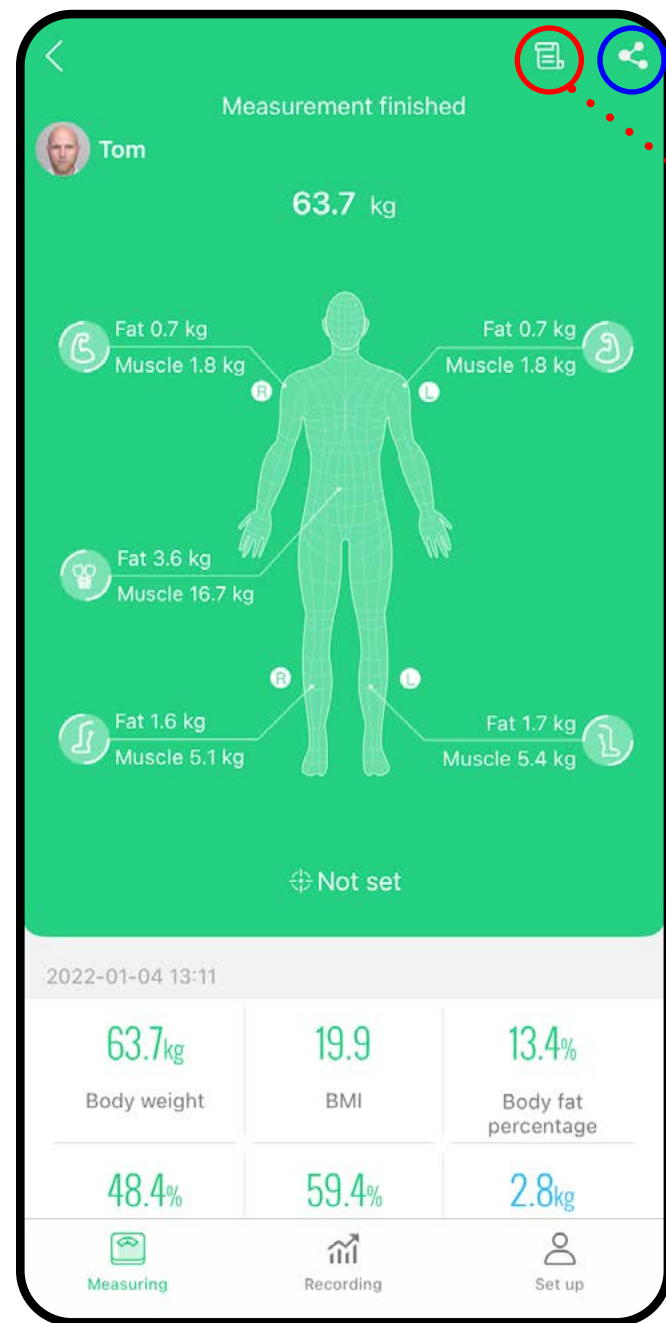 Measurement finished
Tom
63.7 kg
Fat 0.7 kg
Muscle 1.8 kg
Fat 0.7 kg
Muscle 1.8 kg
R
L
Fat 3.6 kg
Muscle 16.7 kg
R
L
Fat 1.6 kg
Muscle 5.1 kg
Fat 1.7 kg
Muscle 5.4 kg
Not set
2022-01-04 13:11
63.7kg 19.9 13.4%
Body weight BMI Body fat
percentage
48.4% 59.4% 2.8kg
Measuring Recording Set up